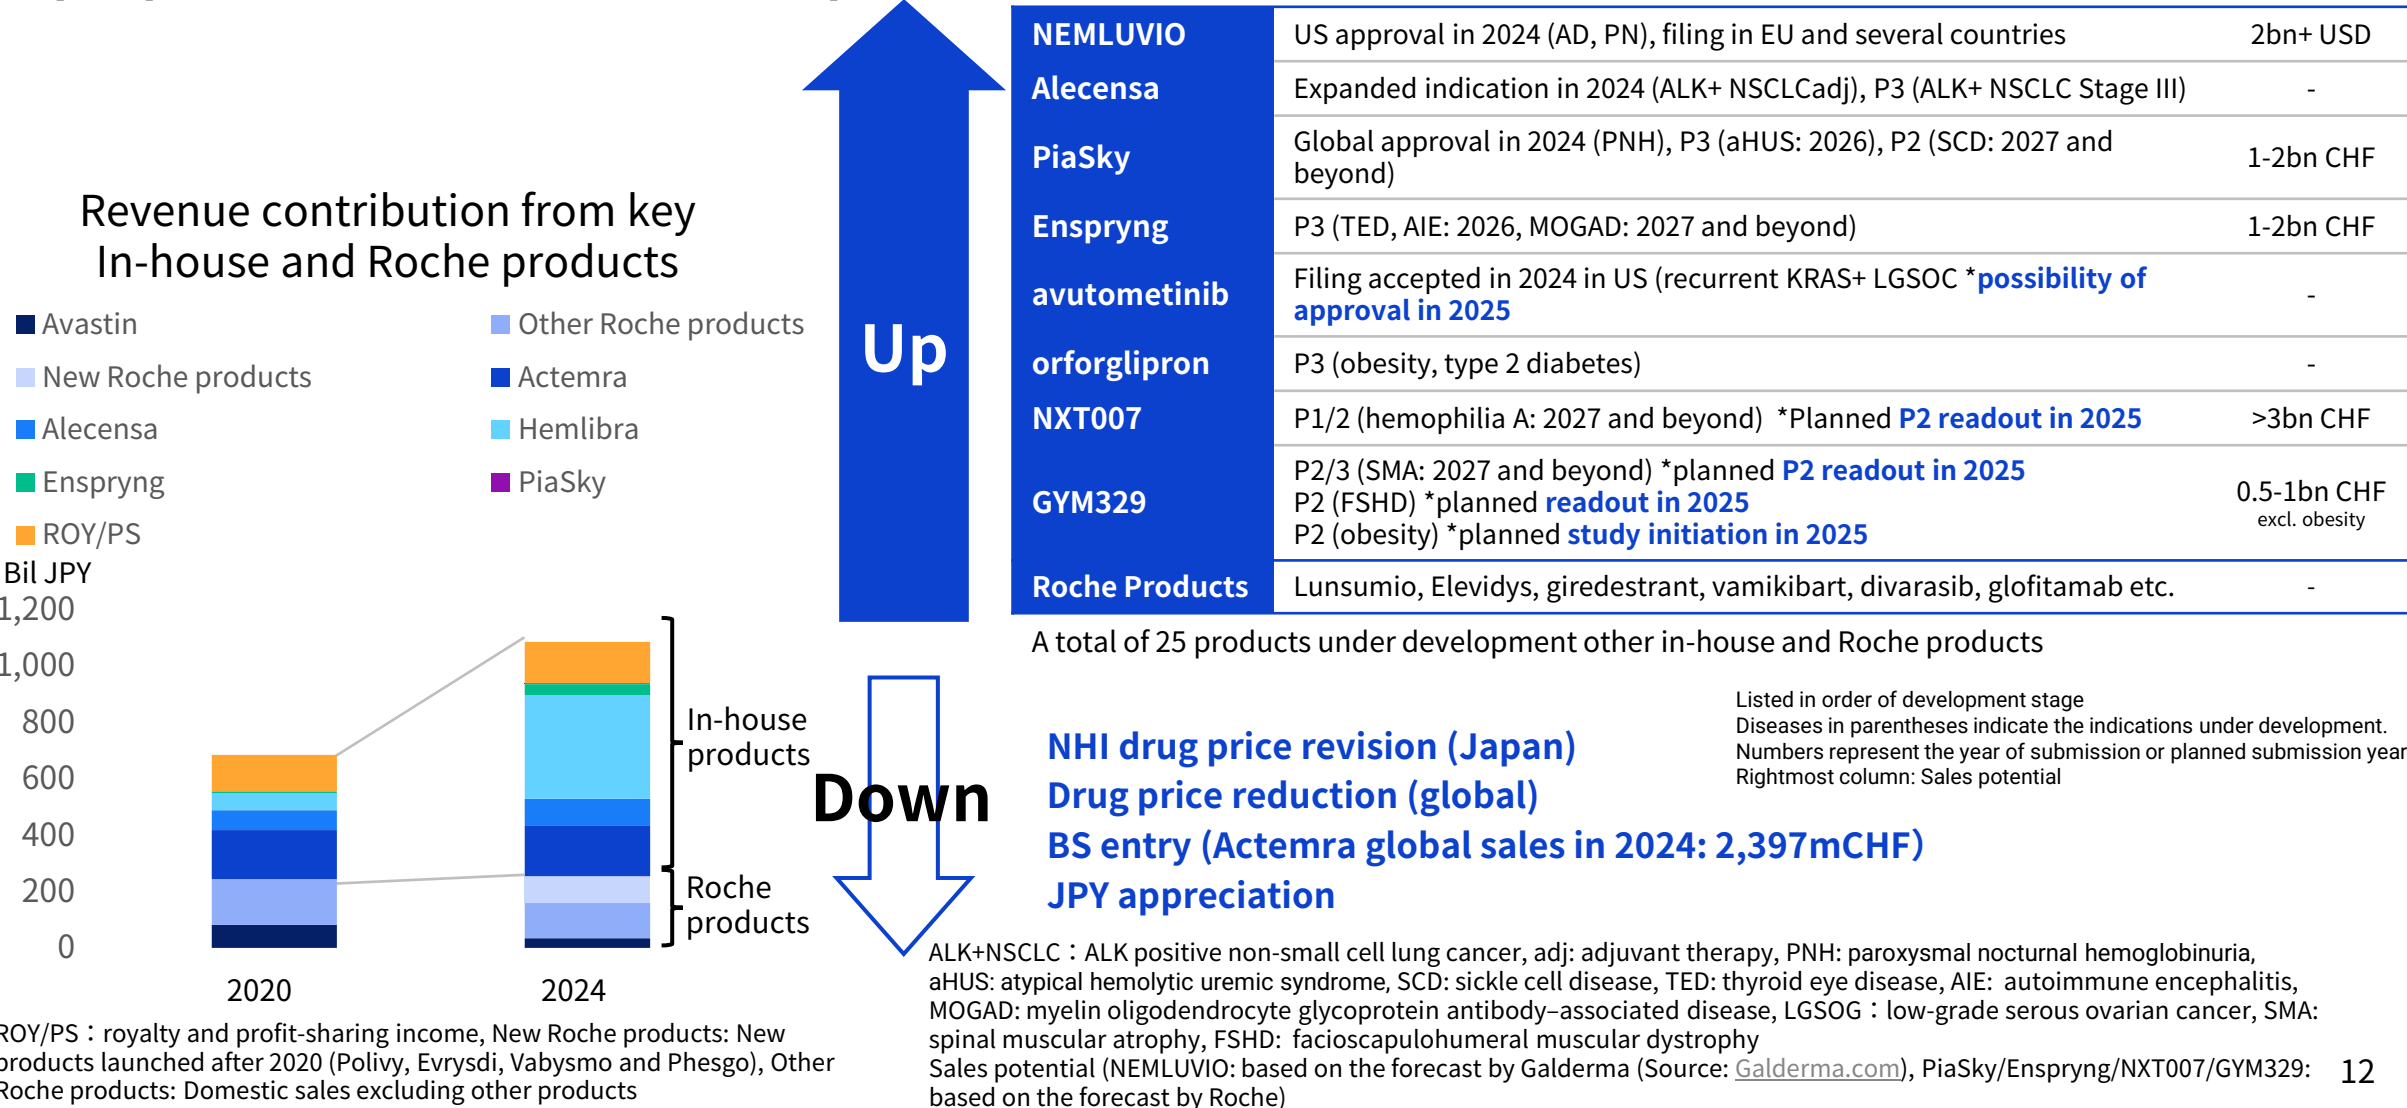 Revenue contribution from key
In-house and Roche products
Avastin
Other Roche products
New Roche products
Actemra
Alecensa
Hemlibra
Enspryng
PiaSky
ROY/PS
Bil JPY
1,200
1,000
800
600
400
200
0
2020
2024
In-house
products
Roche
products
ROY/PS：royalty and profit-sharing income, New Roche products: New
products launched after 2020 (Polivy, Evrysdi, Vabysmo and Phesgo), Other
Roche products: Domestic sales excluding other products
Up
NEMLUVIO US approval in 2024 (AD, PN), filing in EU and several countries 2bn+ USD
Alecensa Expanded indication in 2024 (ALK+ NSCLCadj), P3 (ALK+ NSCLC Stage III) -
PiaSky Global approval in 2024 (PNH), P3 (aHUS: 2026), P2 (SCD: 2027 and
beyond) 1-2bn CHF
Enspryng P3 (TED, AIE: 2026, MOGAD: 2027 and beyond) 1-2bn CHF
avutometinib Filing accepted in 2024 in US (recurrent KRAS+ LGSOC *possibility of
approval in 2025 -
orforglipron P3 (obesity, type 2 diabetes) -
NXT007 P1/2 (hemophilia A: 2027 and beyond) *Planned P2 readout in 2025 >3bn CHF
GYM329 P2/3 (SMA: 2027 and beyond) *planned P2 readout in 2025
P2 (FSHD) *planned readout in 2025
P2 (obesity) *planned study initiation in 2025
0.5-1bn CHF
excl. obesity
Roche Products Lunsumio, Elevidys, giredestrant, vamikibart, divarasib, glofitamab etc. -
A total of 25 products under development other in-house and Roche products
Listed in order of development stage
Diseases in parentheses indicate the indications under development.
Numbers represent the year of submission or planned submission year
Rightmost column: Sales potential
Down
NHI drug price revision (Japan)
Drug price reduction (global)
BS entry (Actemra global sales in 2024: 2,397mCHF）
JPY appreciation
ALK+NSCLC：ALK positive non-small cell lung cancer, adj: adjuvant therapy, PNH: paroxysmal nocturnal hemoglobinuria,
aHUS: atypical hemolytic uremic syndrome, SCD: sickle cell disease, TED: thyroid eye disease, AIE: autoimmune encephalitis,
MOGAD: myelin oligodendrocyte glycoprotein antibody–associated disease, LGSOG：low-grade serous ovarian cancer, SMA:
spinal muscular atrophy, FSHD: facioscapulohumeral muscular dystrophy
Sales potential (NEMLUVIO: based on the forecast by Galderma (Source: Galderma.com), PiaSky/Enspryng/NXT007/GYM329:
based on the forecast by Roche)
12